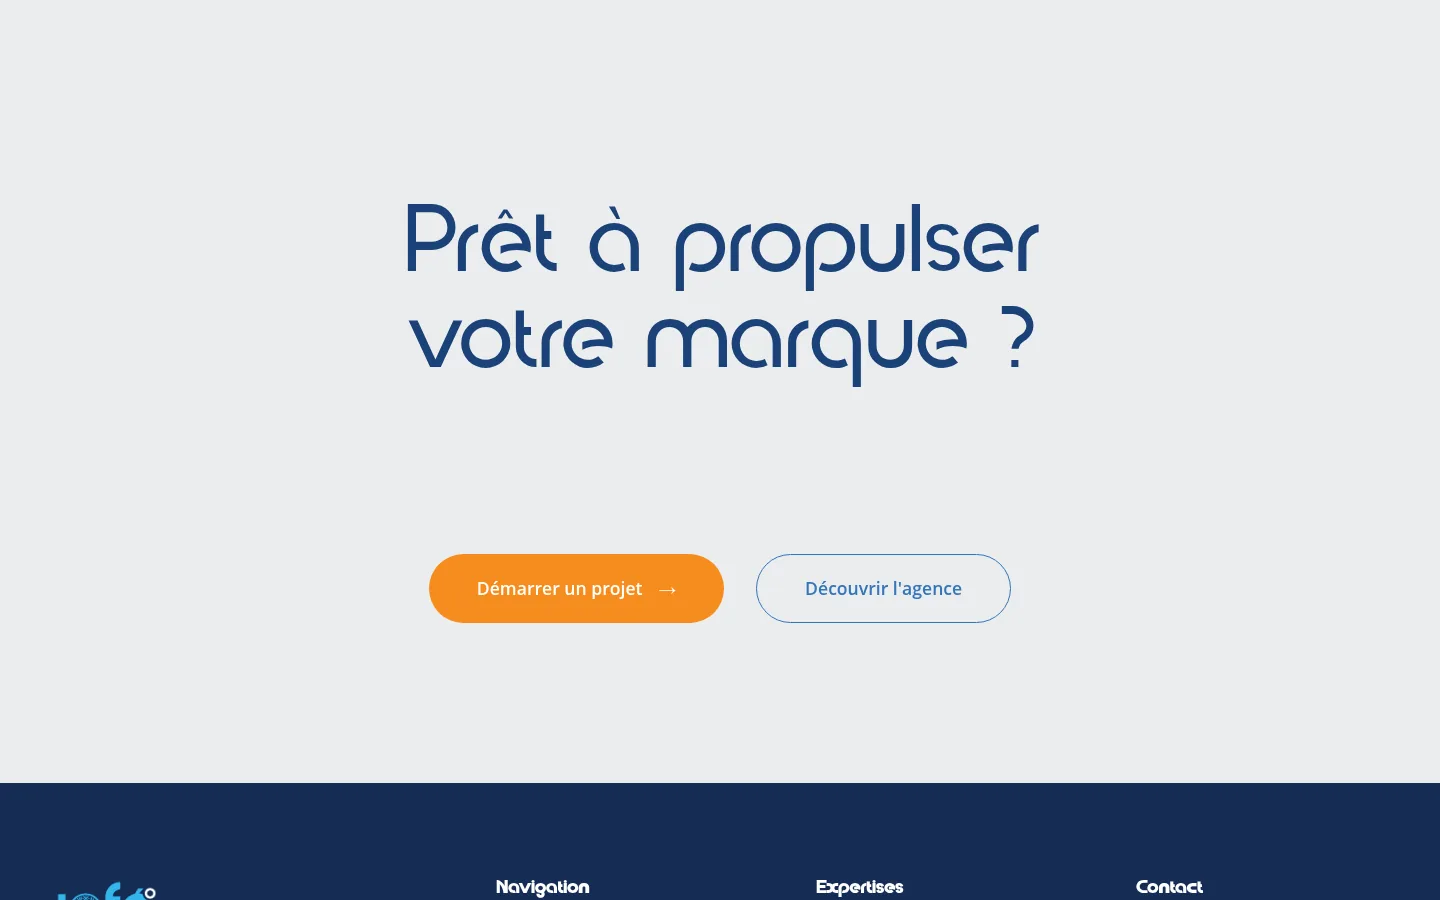 Prêt à propulser
votre marque ?
Démarrer un projet →
Découvrir l'agence
Navigation
Expertises
Contact